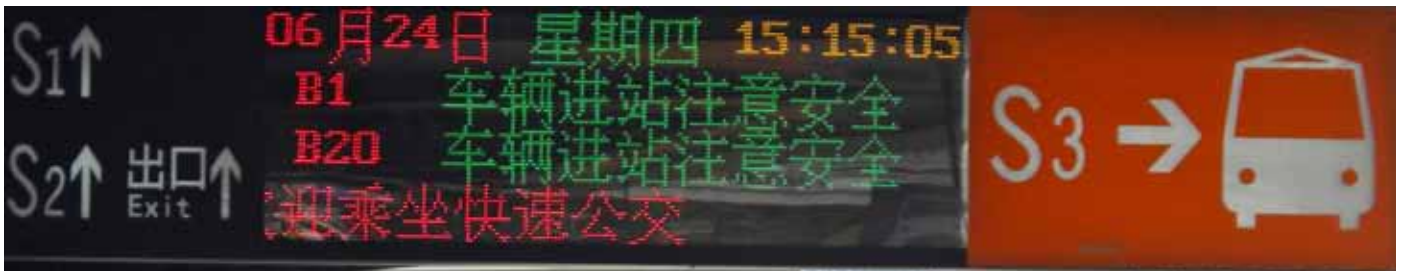 S1↑
S2↑ 出口↑
Exit
06月24日 星期四 15:15:05
B1 车辆进站注意安全
B20 车辆进站注意安全
迎乘坐快速公交
S3→